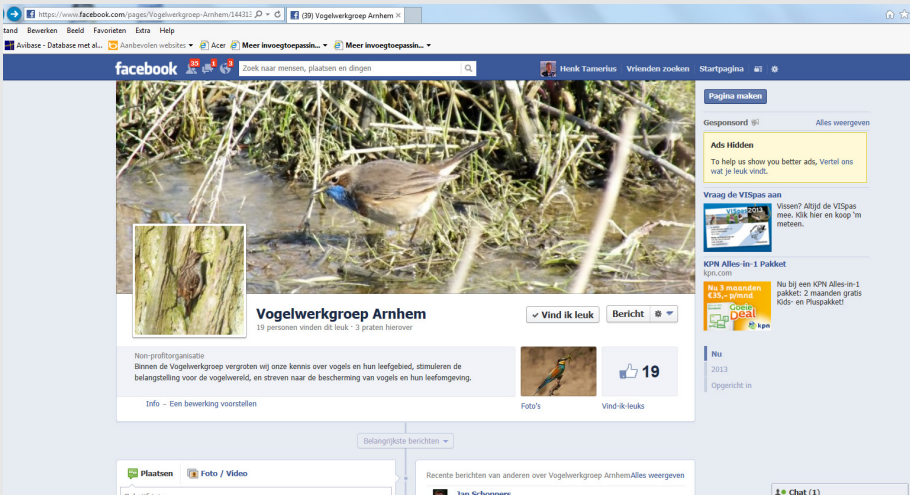 https://www.facebook.com/pages/Vogelwerkgroep-Arnhem/144313
(39) Vogelwerkgroep Arnhem
tand Bewerken Beeld Favorieten Extra Help
Avibase - Database met al... Aanbevolen websites Acer Meer invoegtoepassin... Meer invoegtoepassin...
facebook
35 1 3
Zoek naar mensen, plaatsen en dingen
Henk Tamerius Vrienden zoeken Startpagina
Pagina maken
Gesponsord Alles weergeven
Ads Hidden
To help us show you better ads, Vertel ons
wat je leuk vindt.
Vraag de VISpas aan
VISpas2013
Vissen? Altijd de VISpas
mee. Klik hier en koop 'm
meteen.
KPN Alles-in-1 Pakket
kpn.com
Nu 3 maanden
€35,- p/mnd
Goeie
Deal
kpn
Nu bij een KPN Alles-in-1
pakket: 2 maanden gratis
Kids- en Pluspakket!
Nu
2013
Opgericht in
Vogelwerkgroep Arnhem
19 personen vinden dit leuk · 3 praten hierover
Vind ik leuk
Bericht
Non-profitorganisatie
Binnen de Vogelwerkgroep vergroten wij onze kennis over vogels en hun leefgebied, stimuleren de
belangstelling voor de vogelwereld, en streven naar de bescherming van vogels en hun leefomgeving.
Info – Een bewerking voorstellen
Foto's
19
Vind-ik-leuks
Belangrijkste berichten
Plaatsen Foto / Video
Recente berichten van anderen over Vogelwerkgroep Arnhem Alles weergeven
Jan Schoppers
Chat (1)